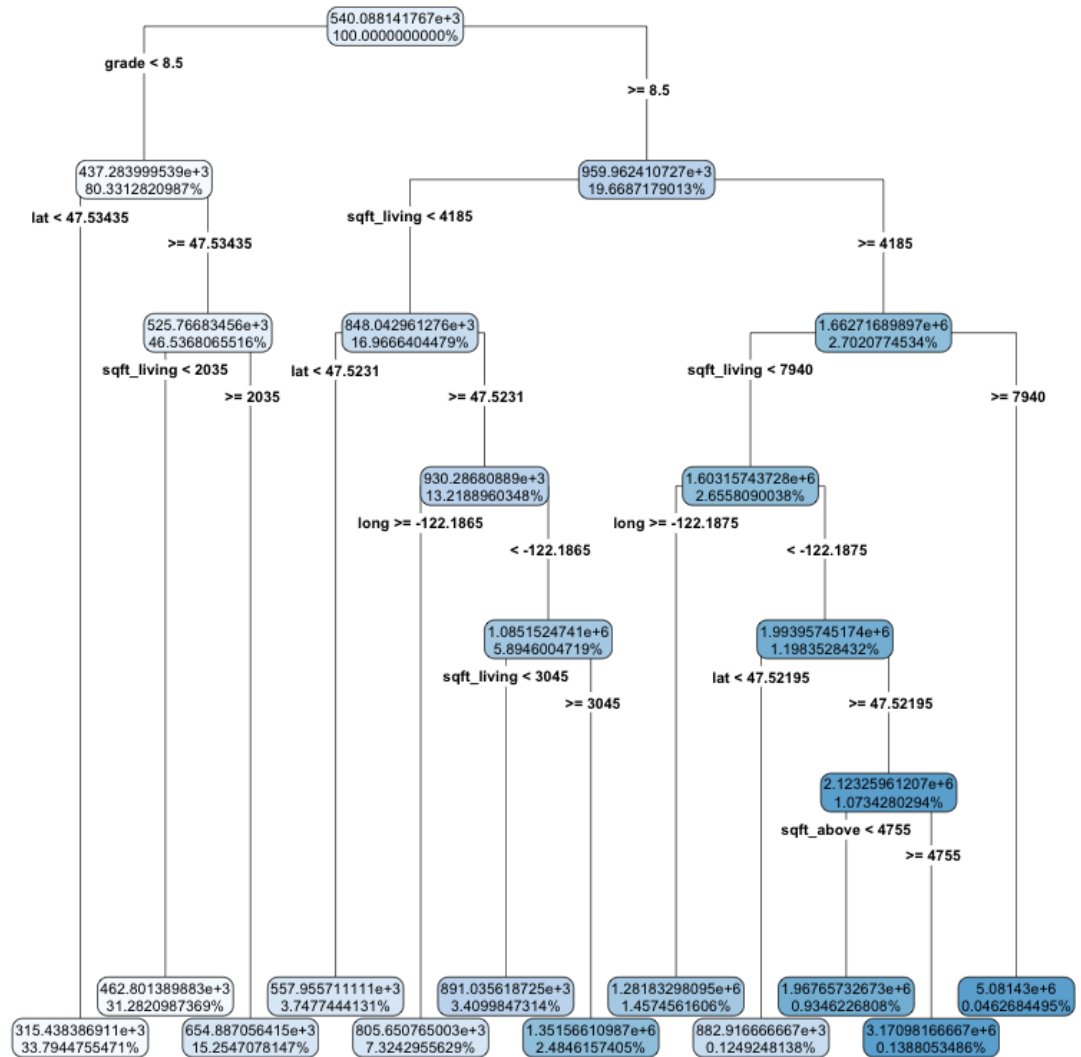 540.088141767e+3
100.0000000000%
grade < 8.5
>= 8.5
437.283999539e+3
80.3312820987%
959.962410727e+3
19.6687179013%
lat < 47.53435
sqft_living < 4185
>= 47.53435
>= 4185
525.76683456e+3
46.5368065516%
848.042961276e+3
16.9666404479%
1.66271689897e+6
2.7020774534%
sqft_living < 2035
lat < 47.5231
sqft_living < 7940
>= 2035
>= 47.5231
>= 7940
930.28680889e+3
13.2188960348%
1.60315743728e+6
2.6558090038%
long >= -122.1865
long >= -122.1875
< -122.1865
< -122.1875
1.0851524741e+6
5.8946004719%
1.99395745174e+6
1.1983528432%
sqft_living < 3045
lat < 47.52195
>= 3045
>= 47.52195
2.12325961207e+6
1.0734280294%
sqft_above < 4755
>= 4755
462.801389883e+3
31.2820987369%
557.955711111e+3
3.7477444131%
891.035618725e+3
3.4099847314%
1.28183298095e+6
1.4574561606%
1.96765732673e+6
0.9346226808%
5.08143e+6
0.0462684495%
315.438386911e+3
33.7944755471%
654.887056415e+3
15.2547078147%
805.650765003e+3
7.3242955629%
1.35156610987e+6
2.4846157405%
882.916666667e+3
0.1249248138%
3.17098166667e+6
0.1388053486%